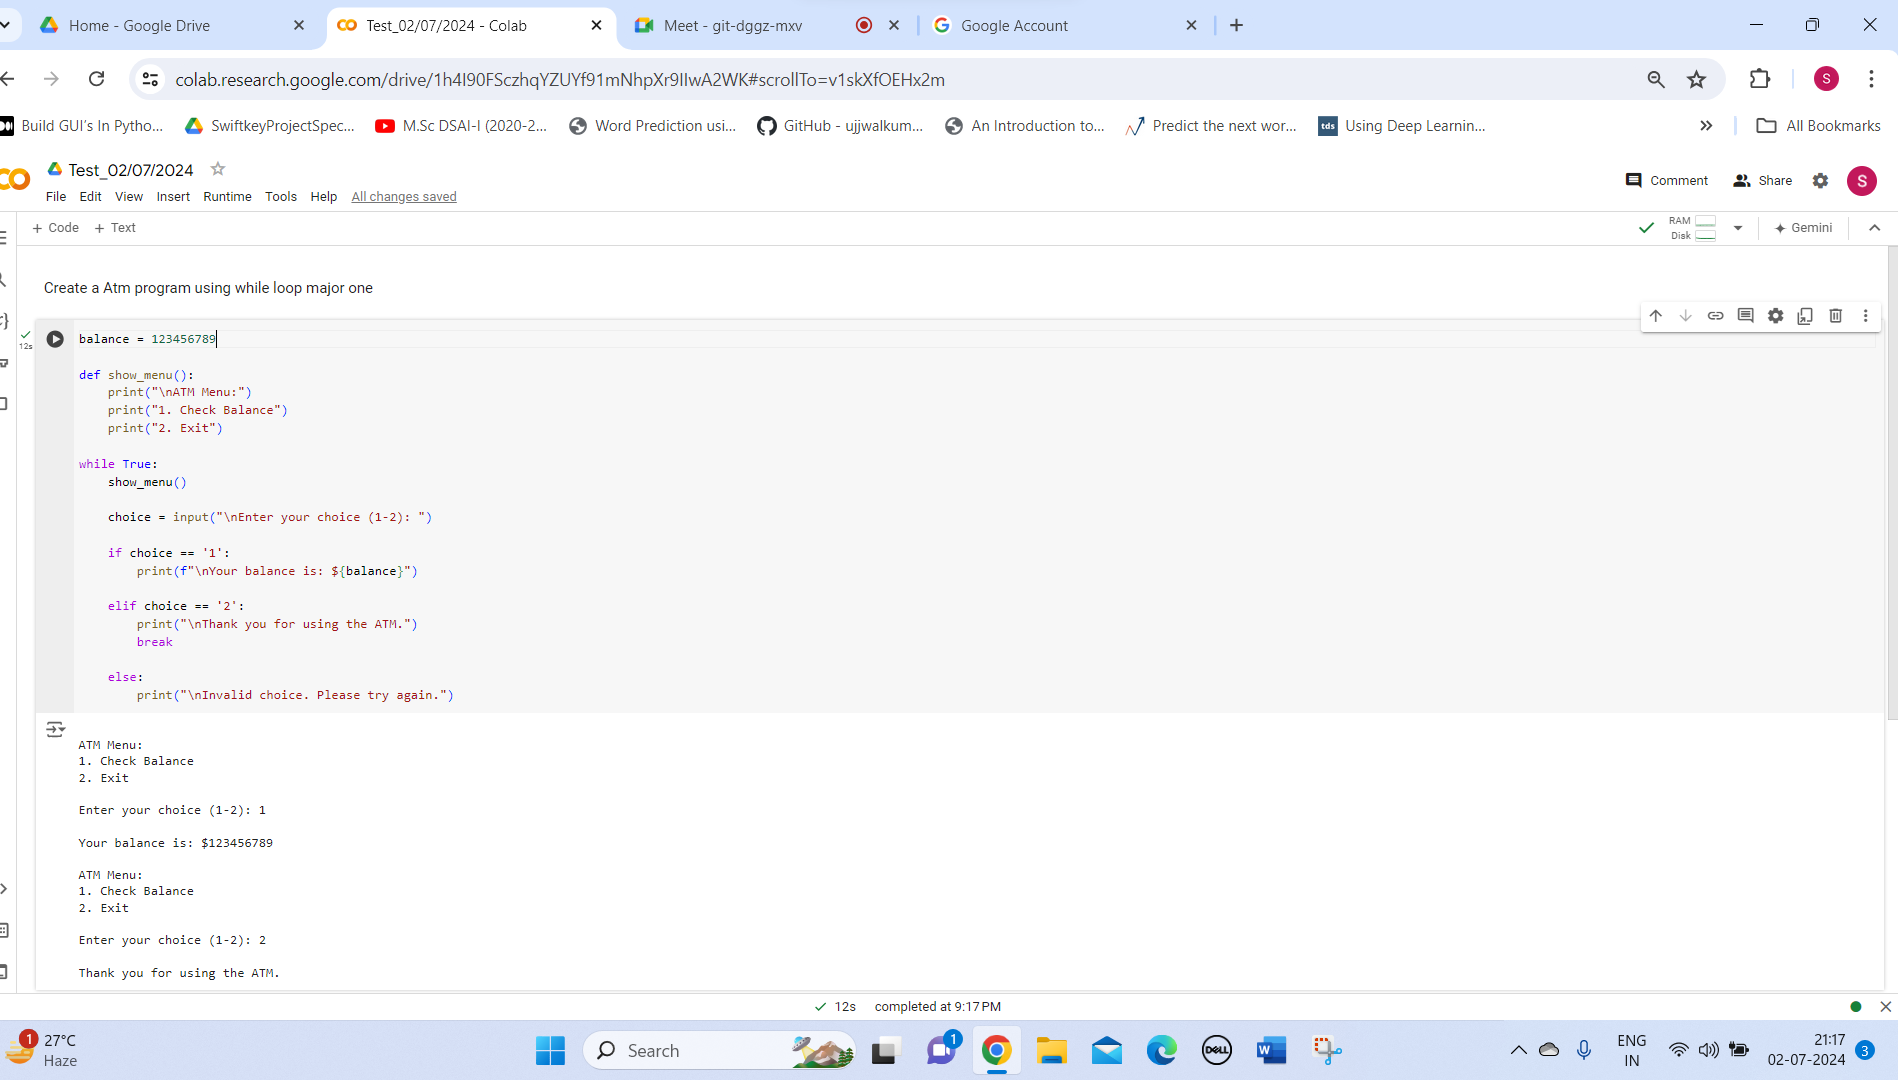 Home - Google Drive
Test_02/07/2024 - Colab
Meet - git-dggz-mxv
Google Account
colab.research.google.com/drive/1h4I90FSczhqYZUYf91mNhpXr9IIwA2WK#scrollTo=v1skXfOEHx2m
S
Build GUI's In Pytho...
SwiftkeyProjectSpec...
M.Sc DSAI-I (2020-2...
Word Prediction usi...
GitHub - ujjwalkum...
An Introduction to...
Predict the next wor...
tds
Using Deep Learnin...
All Bookmarks
Test_02/07/2024
Comment
Share
S
File Edit View Insert Runtime Tools Help All changes saved
+ Code + Text
RAM
Disk
Gemini
Create a Atm program using while loop major one
12s
balance = 123456789
def show_menu():
    print("\nATM Menu:")
    print("1. Check Balance")
    print("2. Exit")
while True:
    show_menu()
    choice = input("\nEnter your choice (1-2): ")
    if choice == '1':
        print(f"\nYour balance is: ${balance}")
    elif choice == '2':
        print("\nThank you for using the ATM.")
        break
    else:
        print("\nInvalid choice. Please try again.")
ATM Menu:
1. Check Balance
2. Exit
Enter your choice (1-2): 1
Your balance is: $123456789
ATM Menu:
1. Check Balance
2. Exit
Enter your choice (1-2): 2
Thank you for using the ATM.
12s completed at 9:17 PM
1
27°C
Haze
Search
1
DELL
W
ENG
IN
21:17
02-07-2024
3